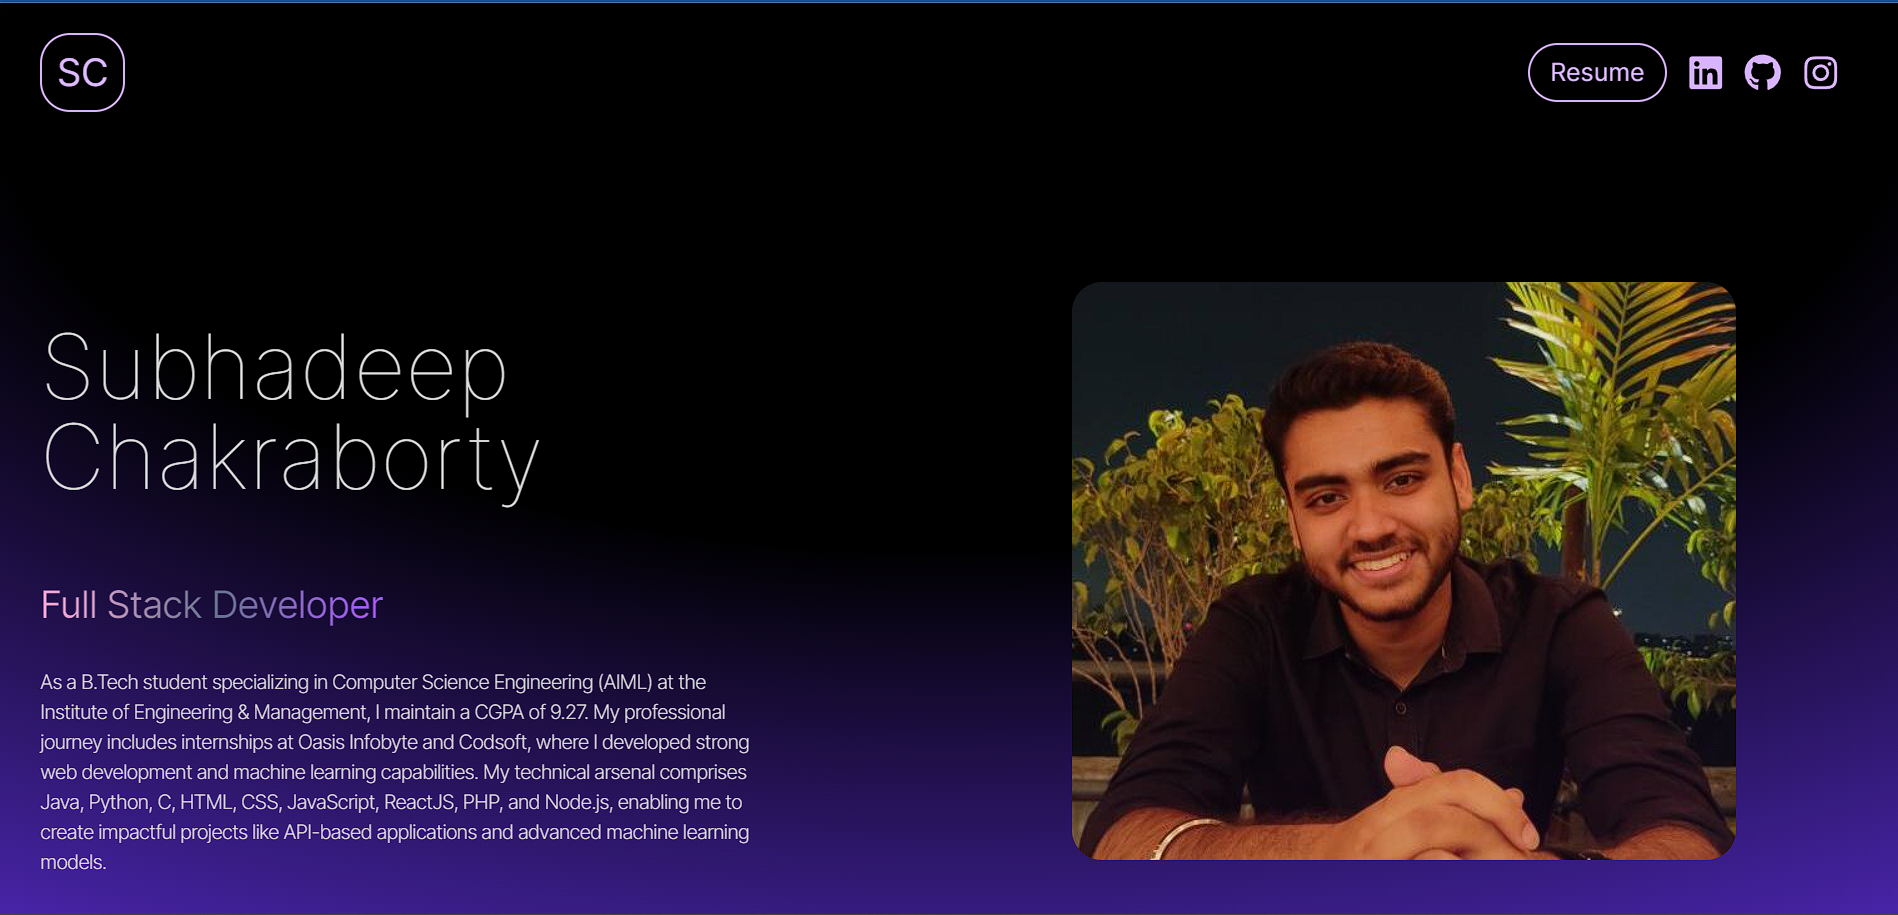 SC
Resume
Subhadeep
Chakraborty
Full Stack Developer
As a B.Tech student specializing in Computer Science Engineering (AIML) at the
Institute of Engineering & Management, I maintain a CGPA of 9.27. My professional
journey includes internships at Oasis Infobyte and Codsoft, where I developed strong
web development and machine learning capabilities. My technical arsenal comprises
Java, Python, C, HTML, CSS, JavaScript, ReactJS, PHP, and Node.js, enabling me to
create impactful projects like API-based applications and advanced machine learning
models.